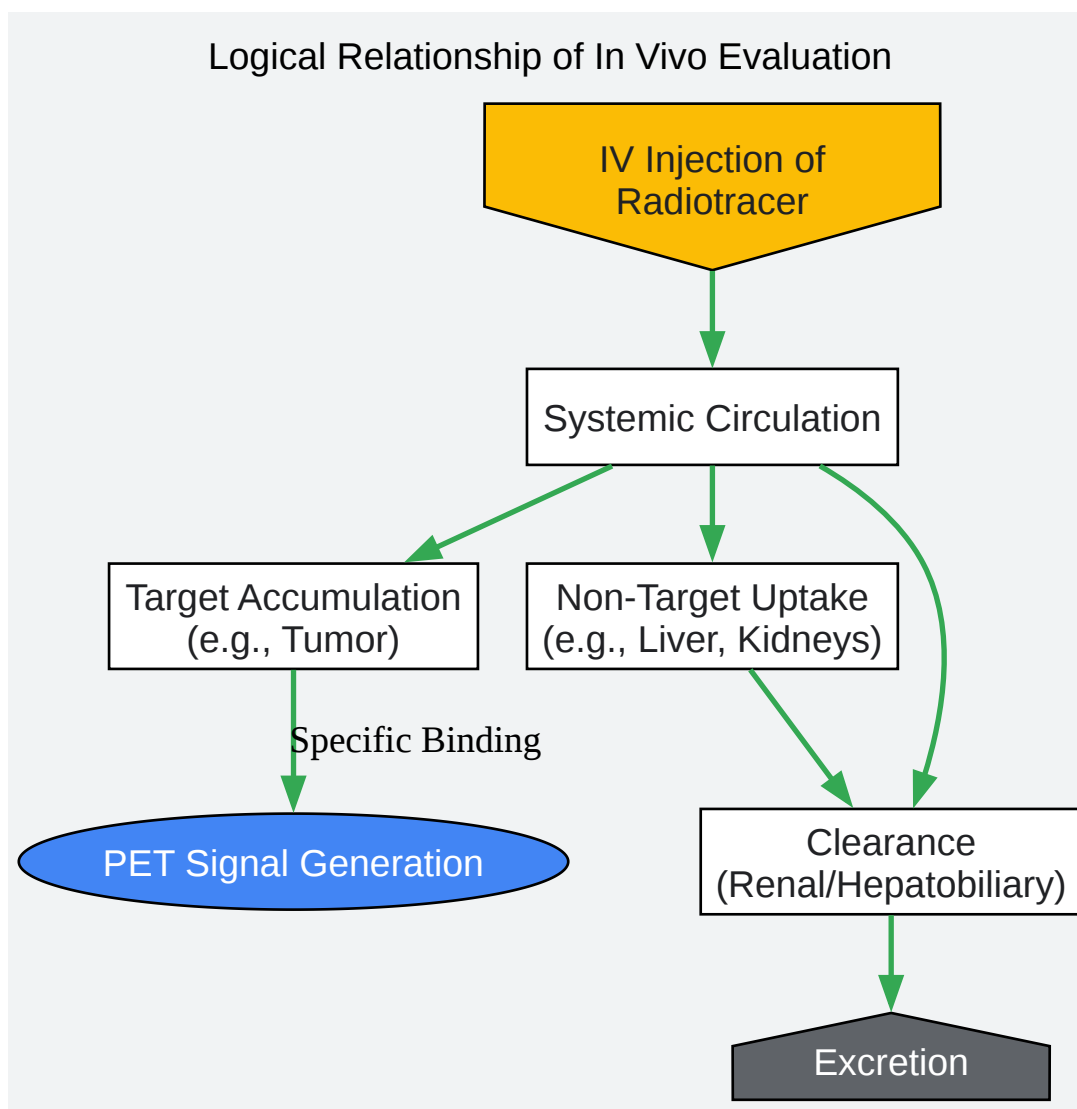 Logical Relationship of In Vivo Evaluation
IV Injection of
Radiotracer
Systemic Circulation
Target Accumulation
(e.g., Tumor)
Non-Target Uptake
(e.g., Liver, Kidneys)
Specific Binding
PET Signal Generation
Clearance
(Renal/Hepatobiliary)
Excretion